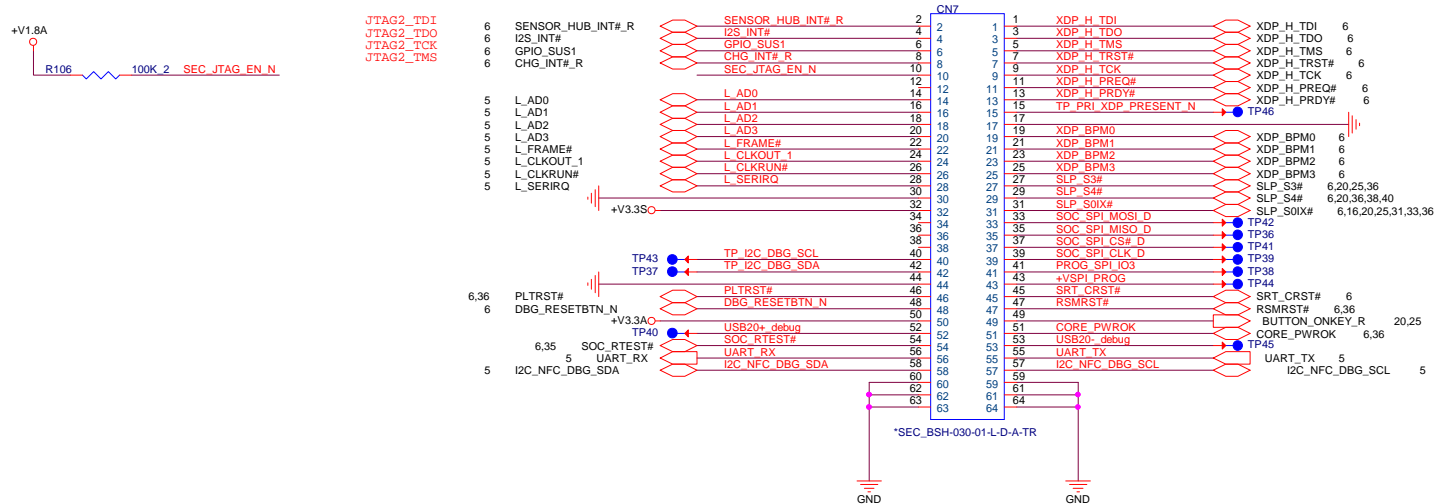 CN7
+V1.8A
R106 100K_2 SEC_JTAG_EN_N
JTAG2_TDI
JTAG2_TDO
JTAG2_TCK
JTAG2_TMS
6 SENSOR_HUB_INT#_R SENSOR_HUB_INT#_R 2 2 1 1 XDP_H_TDI XDP_H_TDI 6
6 I2S_INT# I2S_INT# 4 4 3 3 XDP_H_TDO XDP_H_TDO 6
6 GPIO_SUS1 GPIO_SUS1 6 6 5 5 XDP_H_TMS XDP_H_TMS 6
6 CHG_INT#_R CHG_INT#_R 8 8 7 7 XDP_H_TRST# XDP_H_TRST# 6
SEC_JTAG_EN_N 10 10 9 9 XDP_H_TCK XDP_H_TCK 6
12 12 11 11 XDP_H_PREQ# XDP_H_PREQ# 6
5 L_AD0 L_AD0 14 14 13 13 XDP_H_PRDY# XDP_H_PRDY# 6
5 L_AD1 L_AD1 16 16 15 15 TP_PRI_XDP_PRESENT_N TP46
5 L_AD2 L_AD2 18 18 17 17
5 L_AD3 L_AD3 20 20 19 19 XDP_BPM0 XDP_BPM0 6
5 L_FRAME# L_FRAME# 22 22 21 21 XDP_BPM1 XDP_BPM1 6
5 L_CLKOUT_1 L_CLKOUT_1 24 24 23 23 XDP_BPM2 XDP_BPM2 6
5 L_CLKRUN# L_CLKRUN# 26 26 25 25 XDP_BPM3 XDP_BPM3 6
5 L_SERIRQ L_SERIRQ 28 28 27 27 SLP_S3# SLP_S3# 6,20,25,36
30 30 29 29 SLP_S4# SLP_S4# 6,20,36,38,40
+V3.3S 32 32 31 31 SLP_S0IX# SLP_S0IX# 6,16,20,25,31,33,36
34 34 33 33 SOC_SPI_MOSI_D TP42
36 36 35 35 SOC_SPI_MISO_D TP36
38 38 37 37 SOC_SPI_CS#_D TP41
TP43 TP_I2C_DBG_SCL 40 40 39 39 SOC_SPI_CLK_D TP39
TP37 TP_I2C_DBG_SDA 42 42 41 41 PROG_SPI_IO3 TP38
44 44 43 43 +VSPI_PROG TP44
6,36 PLTRST# PLTRST# 46 46 45 45 SRT_CRST# SRT_CRST# 6
6 DBG_RESETBTN_N DBG_RESETBTN_N 48 48 47 47 RSMRST# RSMRST# 6,36
+V3.3A 50 50 49 49 BUTTON_ONKEY_R 20,25
TP40 USB20+_debug 52 52 51 51 CORE_PWROK CORE_PWROK 6,36
6,35 SOC_RTEST# SOC_RTEST# 54 54 53 53 USB20-_debug TP45
5 UART_RX UART_RX 56 56 55 55 UART_TX UART_TX 5
5 I2C_NFC_DBG_SDA I2C_NFC_DBG_SDA 58 58 57 57 I2C_NFC_DBG_SCL I2C_NFC_DBG_SCL 5
60 60 59 59
62 62 61 61
63 63 64 64
*SEC_BSH-030-01-L-D-A-TR
GND GND